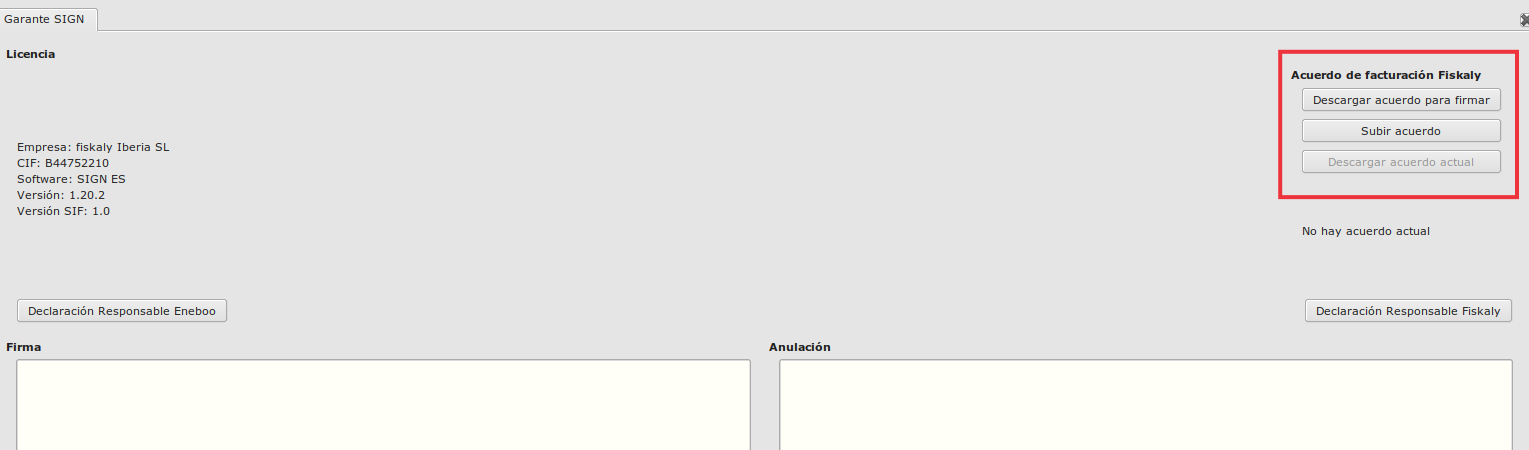 Garante SIGN
Licencia
Acuerdo de facturación Fiskaly
Descargar acuerdo para firmar
Subir acuerdo
Descargar acuerdo actual
Empresa: fiskaly Iberia SL
CIF: B44752210
Software: SIGN ES
Versión: 1.20.2
Versión SIF: 1.0
No hay acuerdo actual
Declaración Responsable Eneboo
Declaración Responsable Fiskaly
Firma
Anulación